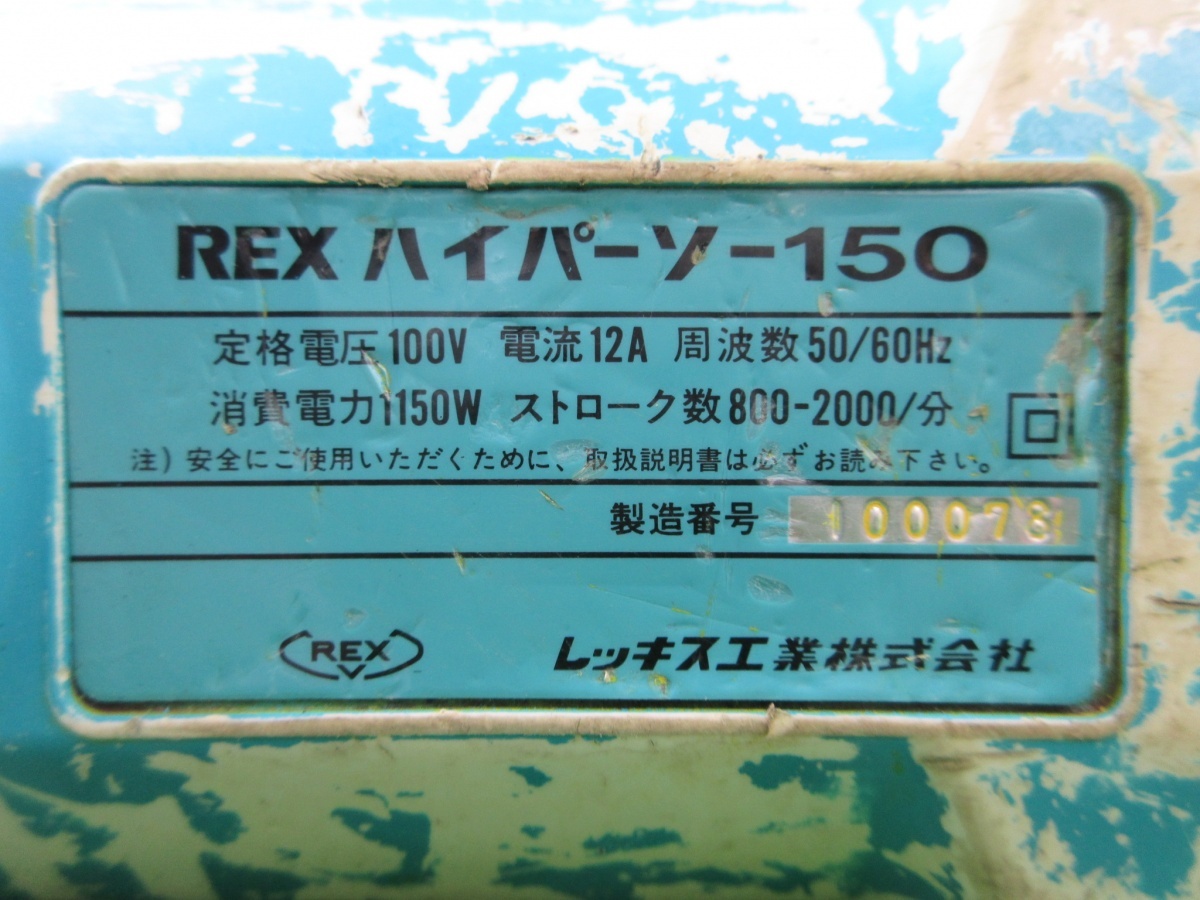 REX ハイパーソー150
定格電圧100V 電流12A 周波数50/60Hz
消費電力1150W ストローク数800-2000/分
注) 安全にご使用いただくために、取扱説明書は必ずお読み下さい。
製造番号 100078
REX レッキス工業株式会社